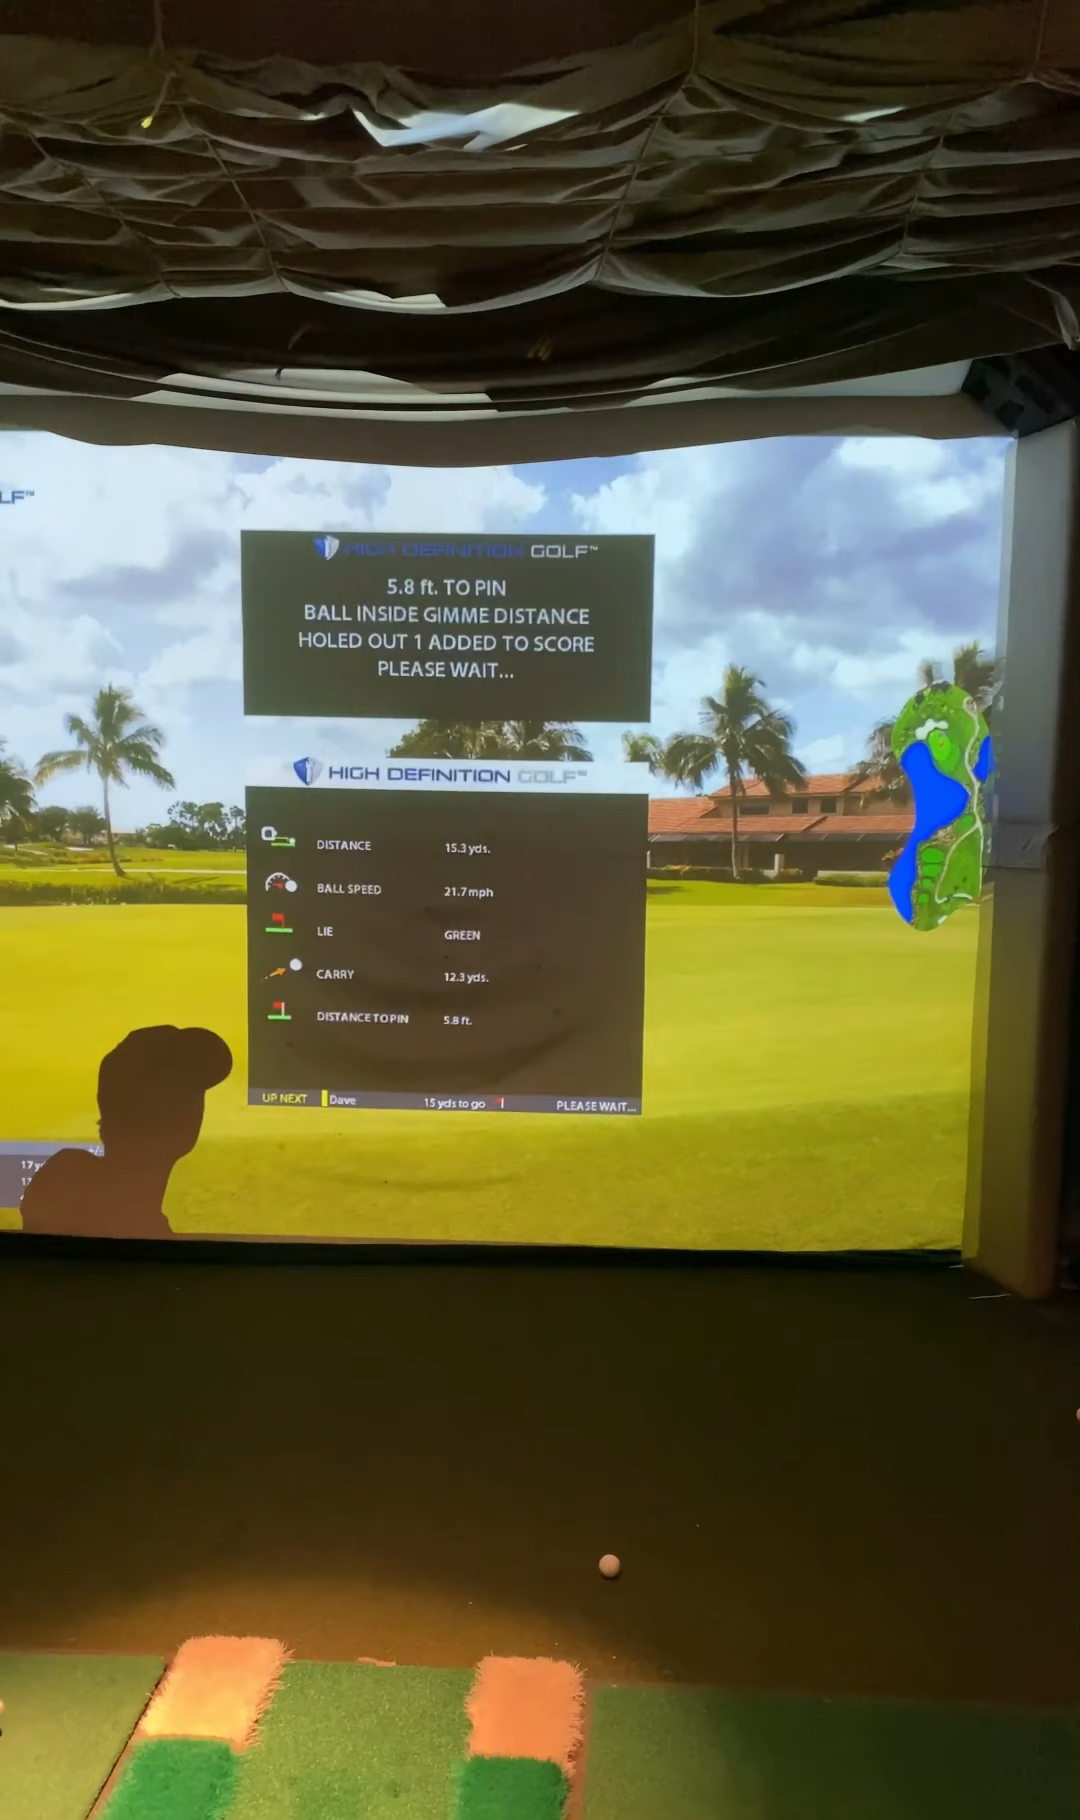 LF™
HIGH DEFINITION GOLF™
5.8 ft. TO PIN
BALL INSIDE GIMME DISTANCE
HOLED OUT 1 ADDED TO SCORE
PLEASE WAIT...
HIGH DEFINITION GOLF™
DISTANCE 15.3 yds.
BALL SPEED 21.7 mph
LIE GREEN
CARRY 12.3 yds.
DISTANCE TO PIN 5.8 ft.
UP NEXT Dave 15 yds to go PLEASE WAIT...
+/-